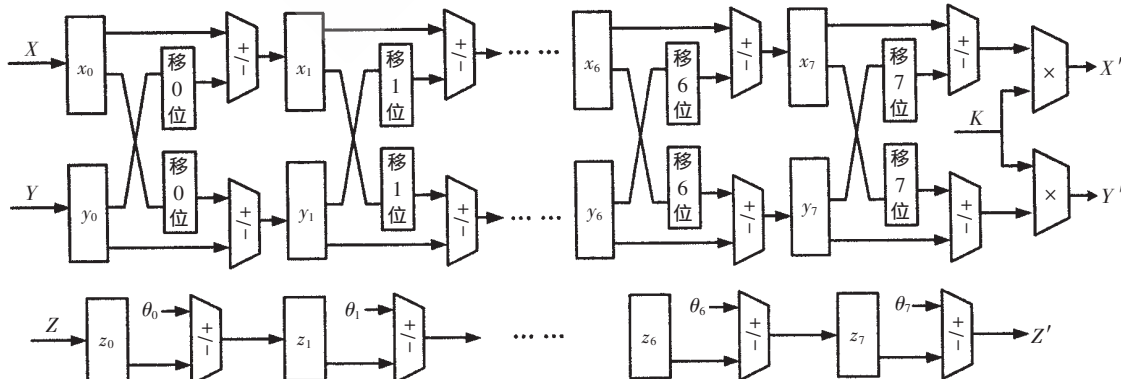 X
x₀
移0位
+/−
x₁
移1位
+/−
… …
x₆
移6位
+/−
x₇
移7位
+/−
×
X′
K
Y
y₀
移0位
+/−
y₁
移1位
+/−
… …
y₆
移6位
+/−
y₇
移7位
+/−
×
Y′
Z
z₀
θ₀
+/−
z₁
θ₁
+/−
… …
z₆
θ₆
+/−
z₇
θ₇
+/−
Z′